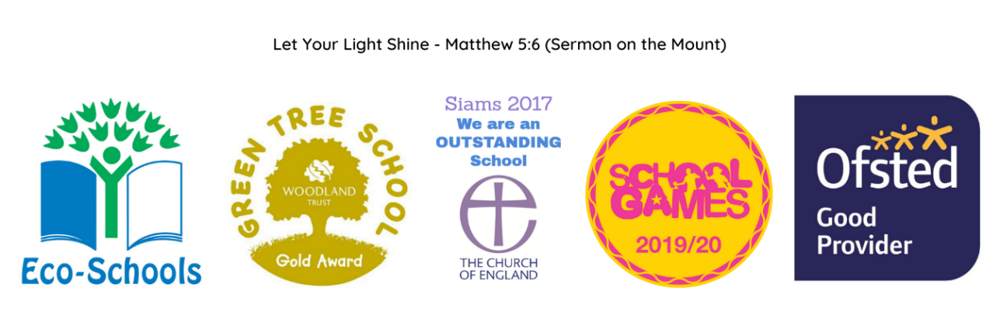 Let Your Light Shine - Matthew 5:6 (Sermon on the Mount)
Eco-Schools
GREEN TREE SCHOOL
WOODLAND
TRUST
Gold Award
Siams 2017
We are an
OUTSTANDING
School
THE CHURCH
OF ENGLAND
SCHOOL
GAMES
2019/20
Ofsted
Good
Provider